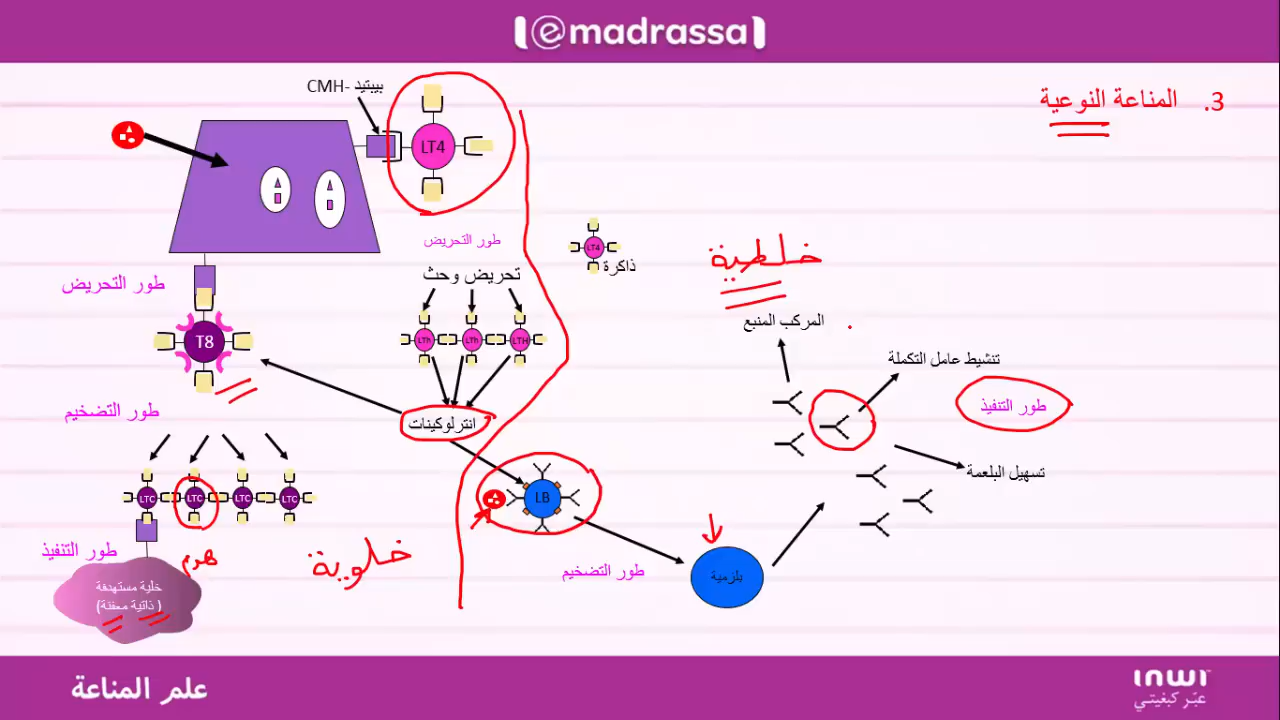 (@madrassa)
3. المناعة النوعية
CMH- بيبتيد
LT4
طور التحريض
LT4
ذاكرة
خلطية
تحريض وحث
طور التحريض
LTh
LTh
LTH
T8
المركب المنيع
تنشيط عامل التكملة
طور التنفيذ
طور التضخيم
انترلوكينات
تسهيل البلعمة
LB
LTC
LTC
LTC
LTC
طور التنفيذ
هدم
خلوية
طور التضخيم
بلزمية
خلية مستهدفة
( ذاتية معفنة)
علم المناعة
inwi
عبّر كيفبغيتي